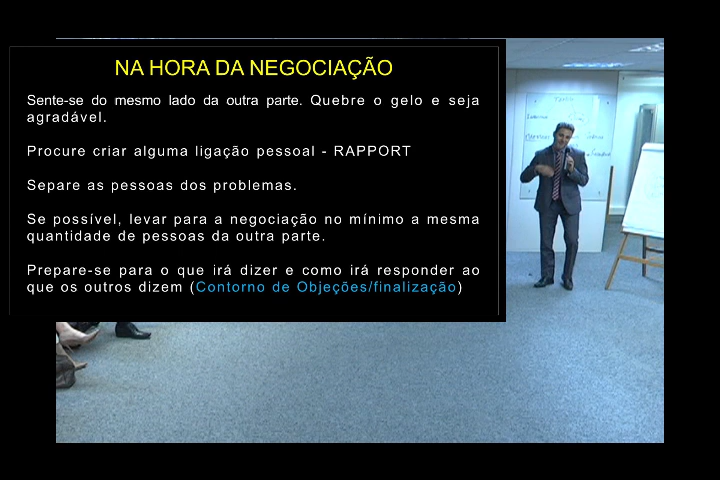 NA HORA DA NEGOCIAÇÃO
Sente-se do mesmo lado da outra parte. Quebre o gelo e seja
agradável.
Procure criar alguma ligação pessoal - RAPPORT
Separe as pessoas dos problemas.
Se possível, levar para a negociação no mínimo a mesma
quantidade de pessoas da outra parte.
Prepare-se para o que irá dizer e como irá responder ao
que os outros dizem (Contorno de Objeções/finalização)